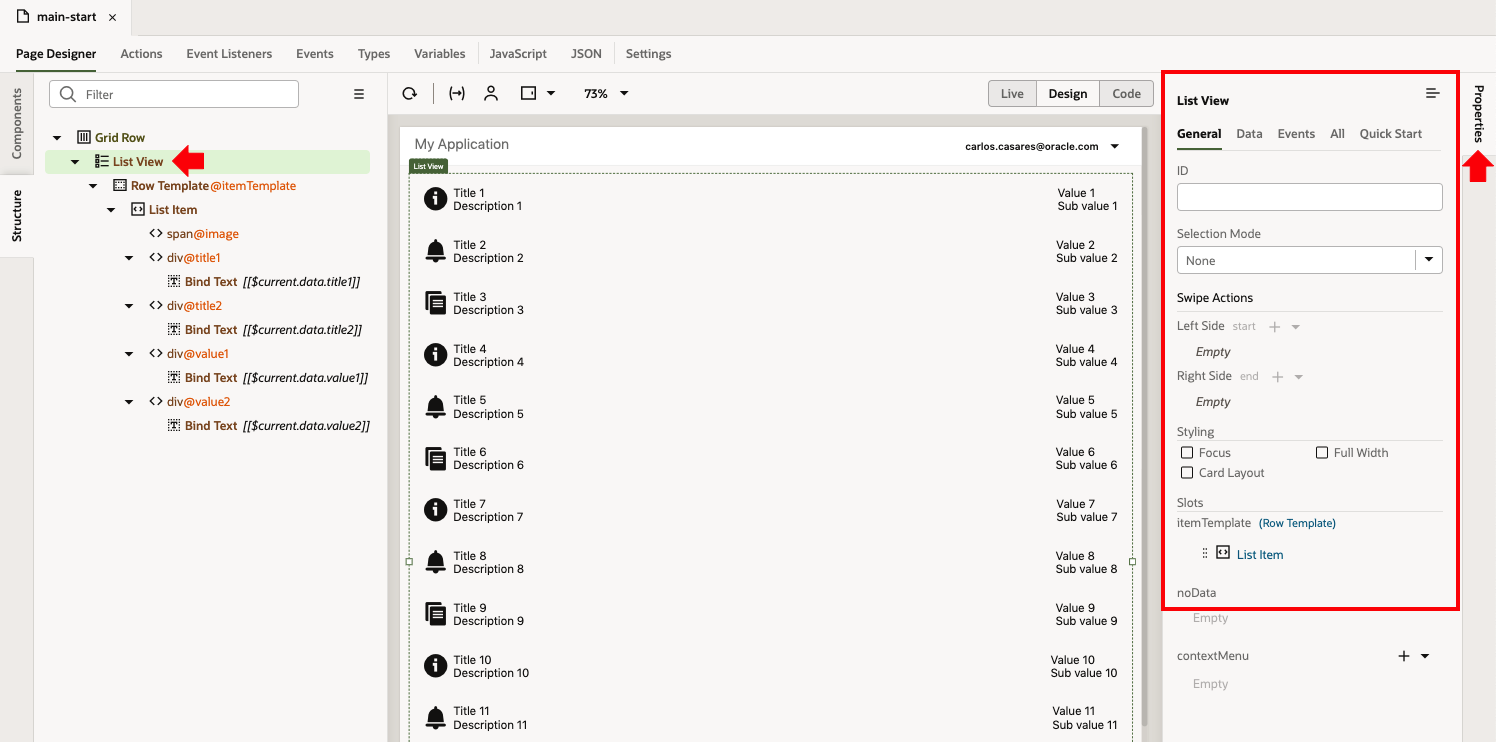 main-start ×
Page Designer Actions Event Listeners Events Types Variables JavaScript JSON Settings
Components
Structure
Filter
Grid Row
List View
Row Template@itemTemplate
List Item
span@image
div@title1
Bind Text [[$current.data.title1]]
div@title2
Bind Text [[$current.data.title2]]
div@value1
Bind Text [[$current.data.value1]]
div@value2
Bind Text [[$current.data.value2]]
73%
Live Design Code
My Application
carlos.casares@oracle.com
List View
Title 1 Value 1
Description 1 Sub value 1
Title 2 Value 2
Description 2 Sub value 2
Title 3 Value 3
Description 3 Sub value 3
Title 4 Value 4
Description 4 Sub value 4
Title 5 Value 5
Description 5 Sub value 5
Title 6 Value 6
Description 6 Sub value 6
Title 7 Value 7
Description 7 Sub value 7
Title 8 Value 8
Description 8 Sub value 8
Title 9 Value 9
Description 9 Sub value 9
Title 10 Value 10
Description 10 Sub value 10
Title 11 Value 11
Description 11 Sub value 11
List View
General Data Events All Quick Start
ID
Selection Mode
None
Swipe Actions
Left Side start
Empty
Right Side end
Empty
Styling
Focus Full Width
Card Layout
Slots
itemTemplate (Row Template)
List Item
noData
Empty
contextMenu
Empty
Properties